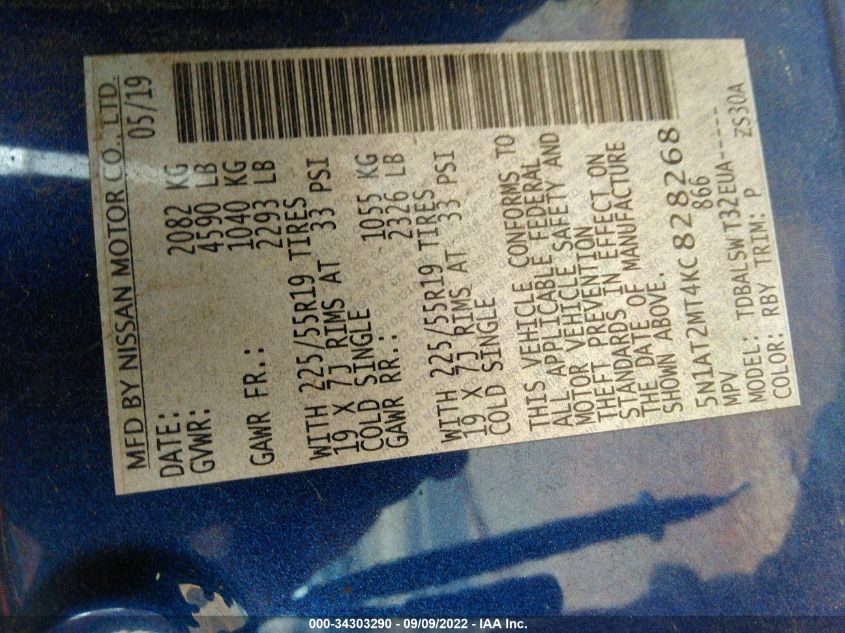 MFD BY NISSAN MOTOR CO., LTD.
DATE: 05/19
GVWR: 2082 KG
4590 LB
GAWR FR.: 1040 KG
2293 LB
WITH 225/55R19 TIRES
19 X 7J RIMS AT 33 PSI
COLD SINGLE
GAWR RR.: 1055 KG
2326 LB
WITH 225/55R19 TIRES
19 X 7J RIMS AT 33 PSI
COLD SINGLE
THIS VEHICLE CONFORMS TO
ALL APPLICABLE FEDERAL
MOTOR VEHICLE SAFETY AND
THEFT PREVENTION
STANDARDS IN EFFECT ON
THE DATE OF MANUFACTURE
SHOWN ABOVE.
5N1AT2MT4KC828268
MPV 866
MODEL: TDBALSWT32EUA-----
COLOR: RBY TRIM: P ZS30A
000-34303290 - 09/09/2022 - IAA Inc.